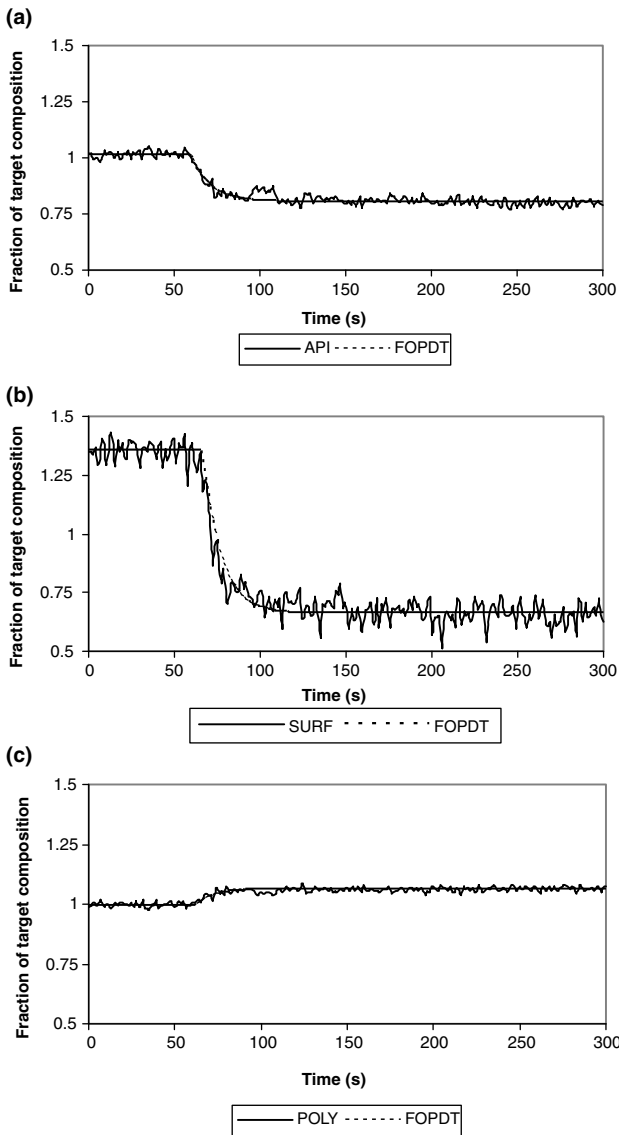 (a)
Fraction of target composition
1.5
1.25
1
0.75
0.5
0 50 100 150 200 250 300
Time (s)
API FOPDT
(b)
Fraction of target composition
1.5
1.25
1
0.75
0.5
0 50 100 150 200 250 300
Time (s)
SURF FOPDT
(c)
Fraction of target composition
1.5
1.25
1
0.75
0.5
0 50 100 150 200 250 300
Time (s)
POLY FOPDT